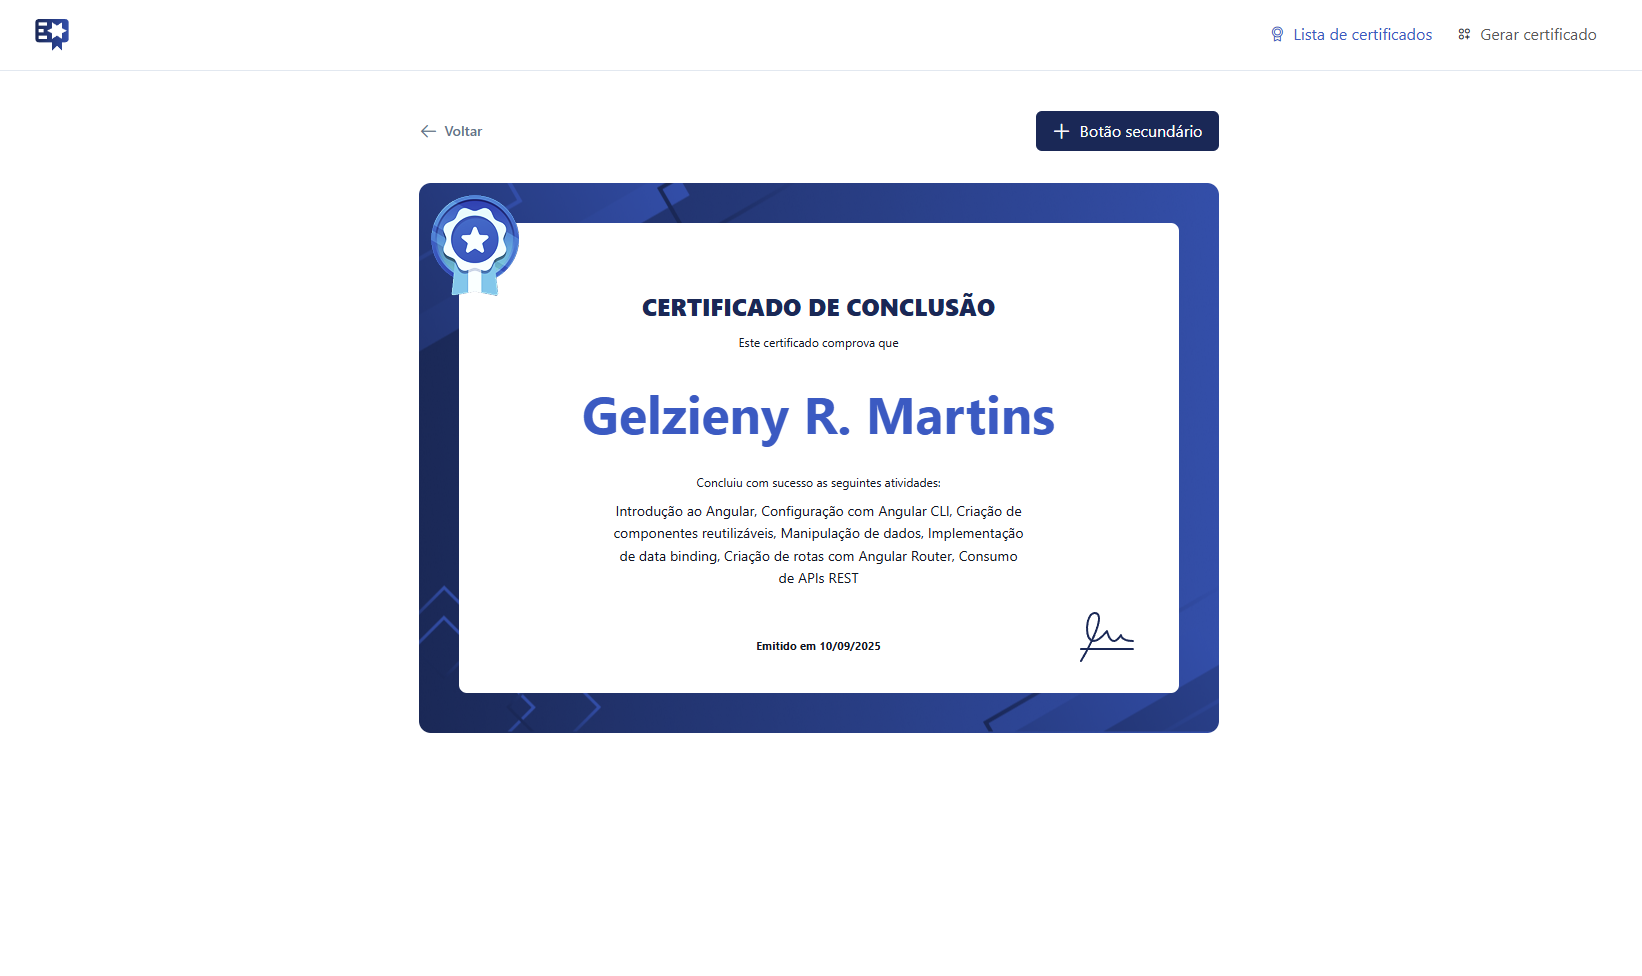 Lista de certificados
Gerar certificado
Voltar
Botão secundário
CERTIFICADO DE CONCLUSÃO
Este certificado comprova que
Gelzieny R. Martins
Concluiu com sucesso as seguintes atividades:
Introdução ao Angular, Configuração com Angular CLI, Criação de
componentes reutilizáveis, Manipulação de dados, Implementação
de data binding, Criação de rotas com Angular Router, Consumo
de APIs REST
Emitido em 10/09/2025